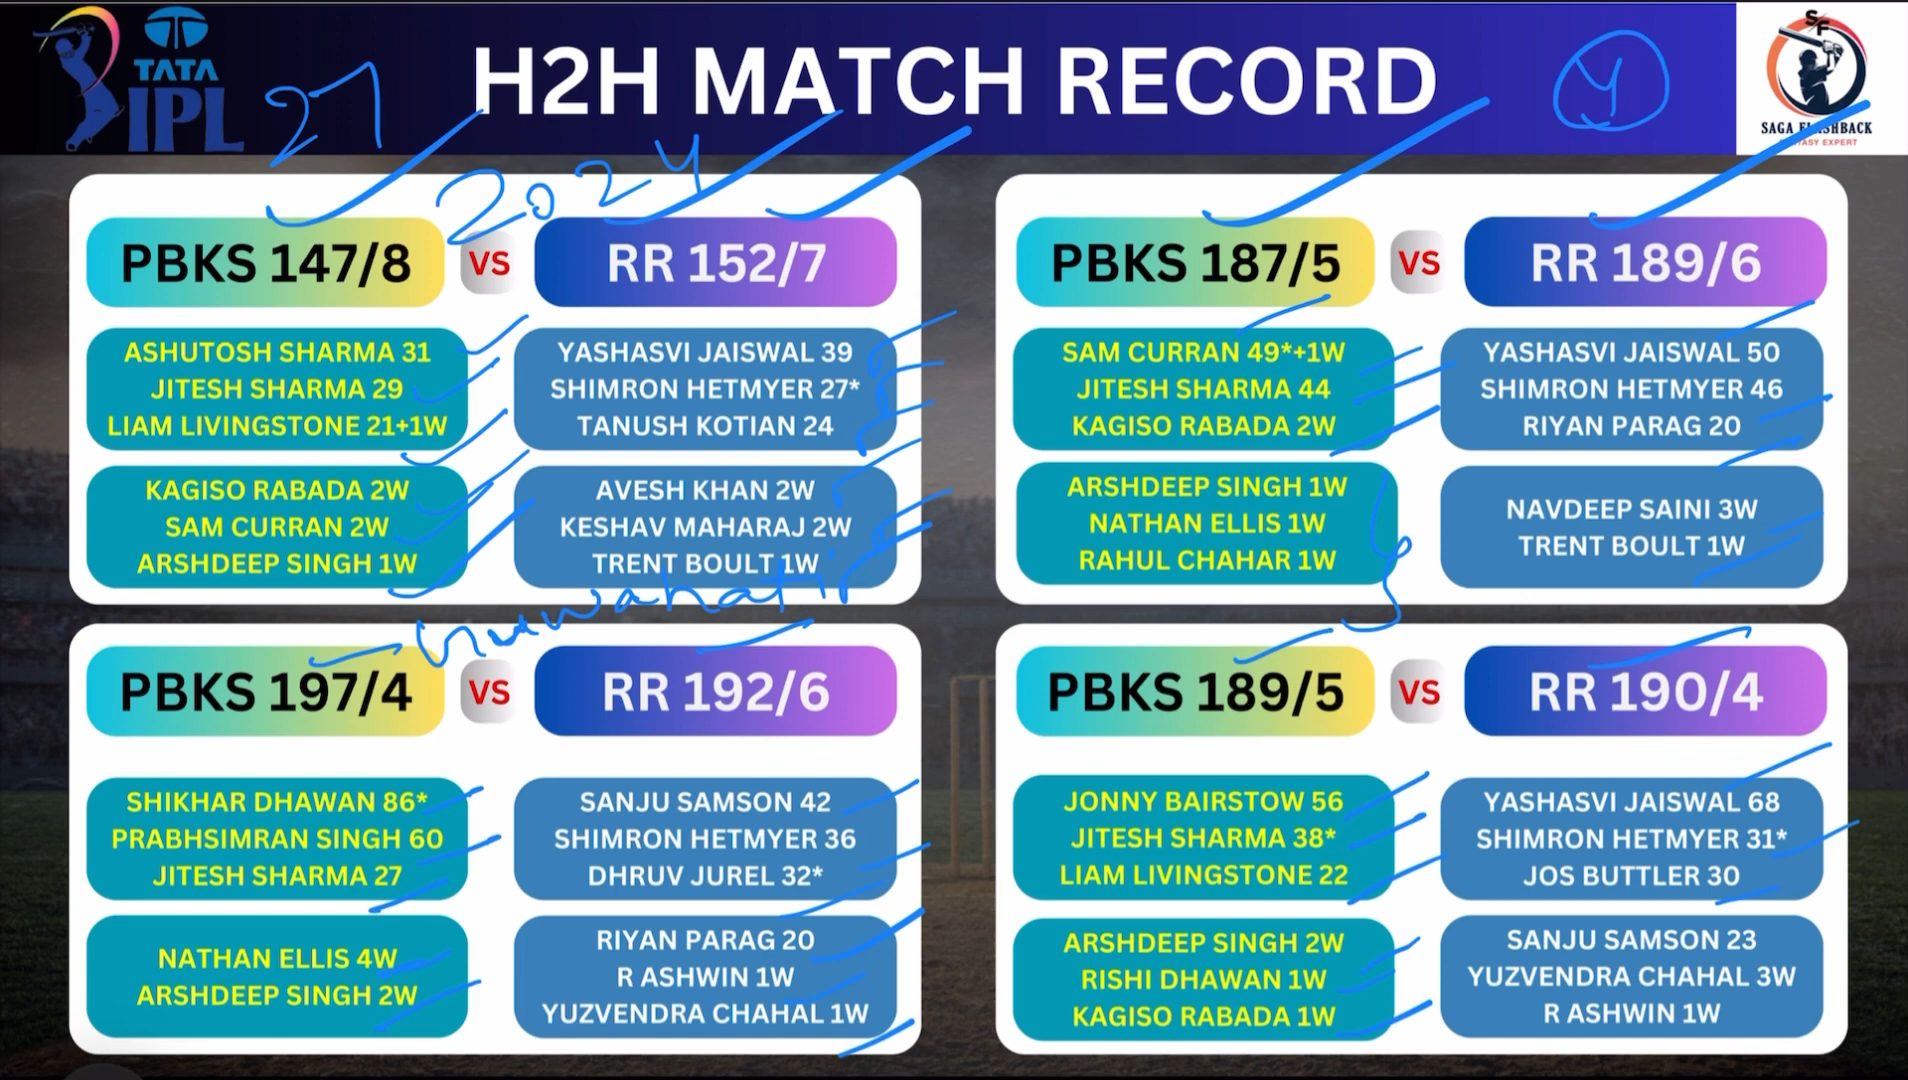 TATA
IPL
27
H2H MATCH RECORD
Y
SF
SAGA FLASHBACK
FANTASY EXPERT
2024
PBKS 147/8 VS RR 152/7
ASHUTOSH SHARMA 31
JITESH SHARMA 29
LIAM LIVINGSTONE 21+1W
YASHASVI JAISWAL 39
SHIMRON HETMYER 27*
TANUSH KOTIAN 24
KAGISO RABADA 2W
SAM CURRAN 2W
ARSHDEEP SINGH 1W
AVESH KHAN 2W
KESHAV MAHARAJ 2W
TRENT BOULT 1W
PBKS 187/5 VS RR 189/6
SAM CURRAN 49*+1W
JITESH SHARMA 44
KAGISO RABADA 2W
YASHASVI JAISWAL 50
SHIMRON HETMYER 46
RIYAN PARAG 20
ARSHDEEP SINGH 1W
NATHAN ELLIS 1W
RAHUL CHAHAR 1W
NAVDEEP SAINI 3W
TRENT BOULT 1W
Guwahati
PBKS 197/4 VS RR 192/6
SHIKHAR DHAWAN 86*
PRABHSIMRAN SINGH 60
JITESH SHARMA 27
SANJU SAMSON 42
SHIMRON HETMYER 36
DHRUV JUREL 32*
NATHAN ELLIS 4W
ARSHDEEP SINGH 2W
RIYAN PARAG 20
R ASHWIN 1W
YUZVENDRA CHAHAL 1W
PBKS 189/5 VS RR 190/4
JONNY BAIRSTOW 56
JITESH SHARMA 38*
LIAM LIVINGSTONE 22
YASHASVI JAISWAL 68
SHIMRON HETMYER 31*
JOS BUTTLER 30
ARSHDEEP SINGH 2W
RISHI DHAWAN 1W
KAGISO RABADA 1W
SANJU SAMSON 23
YUZVENDRA CHAHAL 3W
R ASHWIN 1W